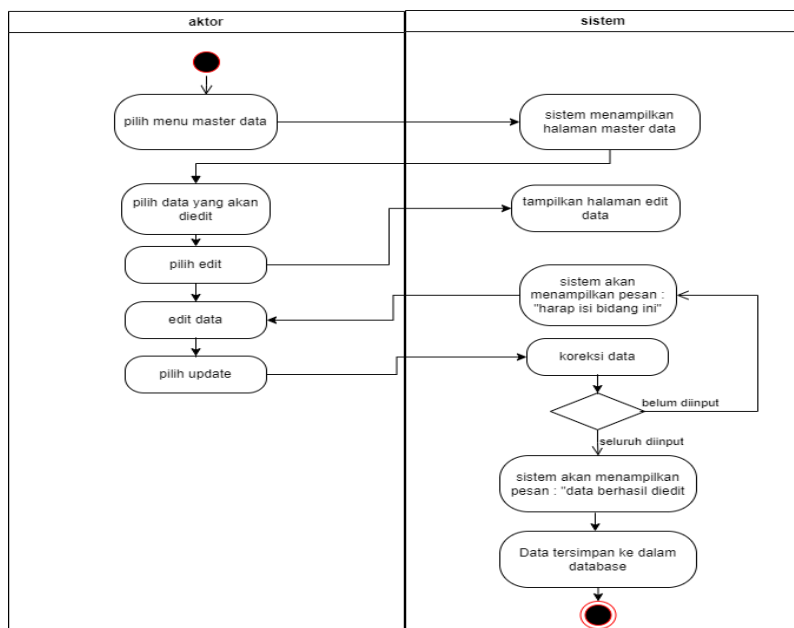 aktor
sistem
pilih menu master data
sistem menampilkan
halaman master data
pilih data yang akan
diedit
tampilkan halaman edit
data
pilih edit
sistem akan
menampilkan pesan :
"harap isi bidang ini"
edit data
koreksi data
pilih update
belum diinput
seluruh diinput
sistem akan menampilkan
pesan : "data berhasil diedit
Data tersimpan ke dalam
database